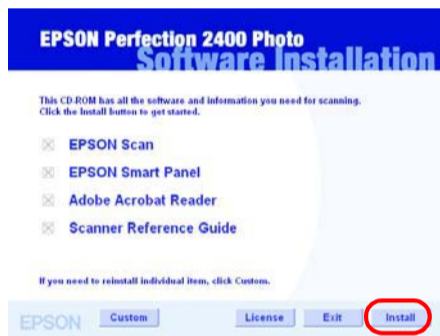 EPSON Perfection 2400 Photo
Software Installation
This CD-ROM has all the software and information you need for scanning.
Click the Install button to get started.
EPSON Scan
EPSON Smart Panel
Adobe Acrobat Reader
Scanner Reference Guide
If you need to reinstall individual item, click Custom.
EPSON Custom License Exit Install